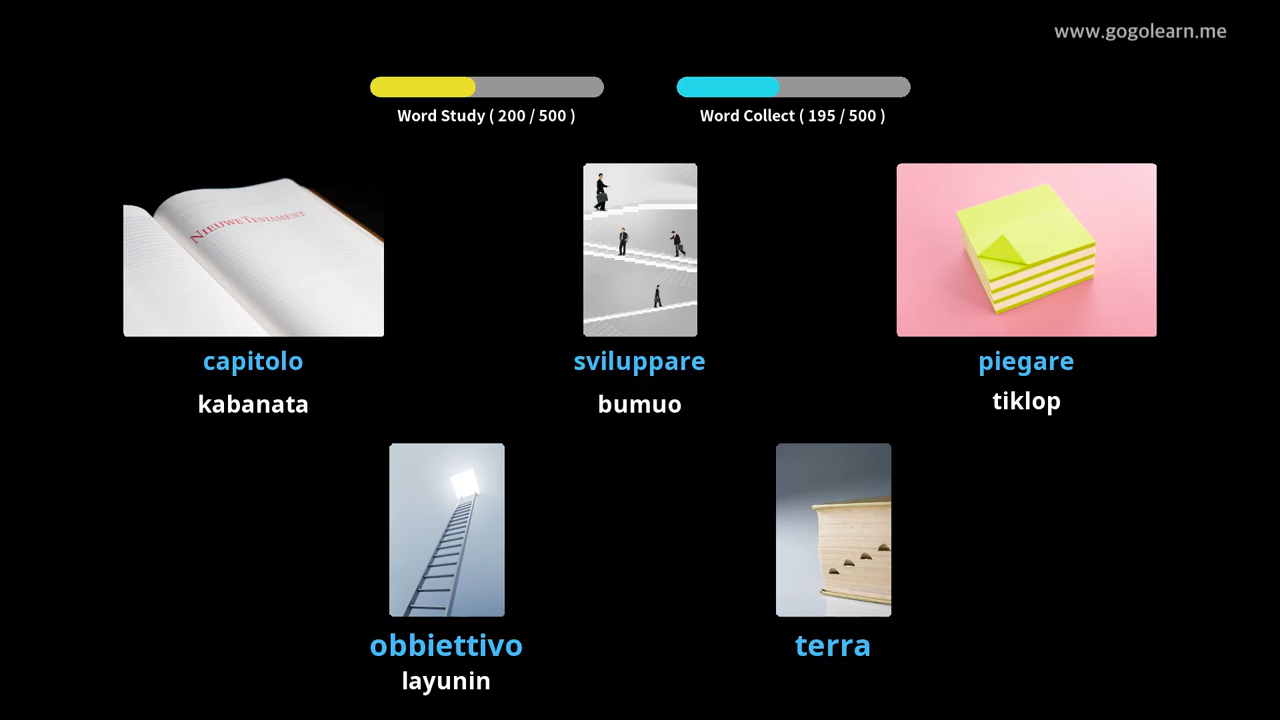 www.gogolearn.me
Word Study ( 200 / 500 )
Word Collect ( 195 / 500 )
NIEUWE TESTAMENT
capitolo
kabanata
sviluppare
bumuo
piegare
tiklop
obbiettivo
layunin
terra